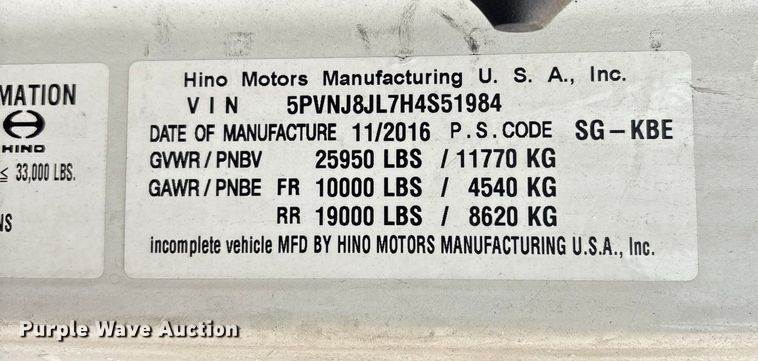 MATION
HINO
≤ 33,000 LBS.
NS
Hino Motors Manufacturing U. S. A., Inc.
VIN 5PVNJ8JL7H4S51984
DATE OF MANUFACTURE 11/2016 P.S.CODE SG-KBE
GVWR/PNBV 25950 LBS / 11770 KG
GAWR/PNBE FR 10000 LBS / 4540 KG
RR 19000 LBS / 8620 KG
incomplete vehicle MFD BY HINO MOTORS MANUFACTURING U.S.A., Inc.
Purple Wave Auction